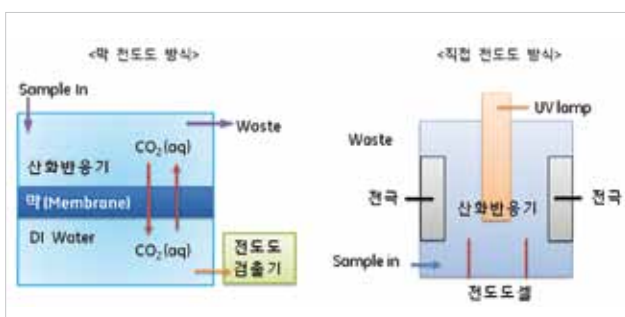 <막 전도도 방식>
Sample In
Waste
CO2(aq)
산화반응기
막(Membrane)
DI Water
CO2(aq)
전도도
검출기
<직접 전도도 방식>
UV lamp
Waste
전극
산화반응기
전극
Sample in
전도도셀